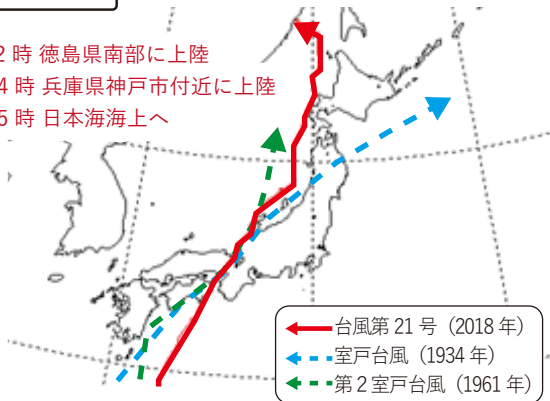 2 時 徳島県南部に上陸
4 時 兵庫県神戸市付近に上陸
5 時 日本海海上へ
台風第 21 号（2018 年）
室戸台風（1934 年）
第 2 室戸台風（1961 年）